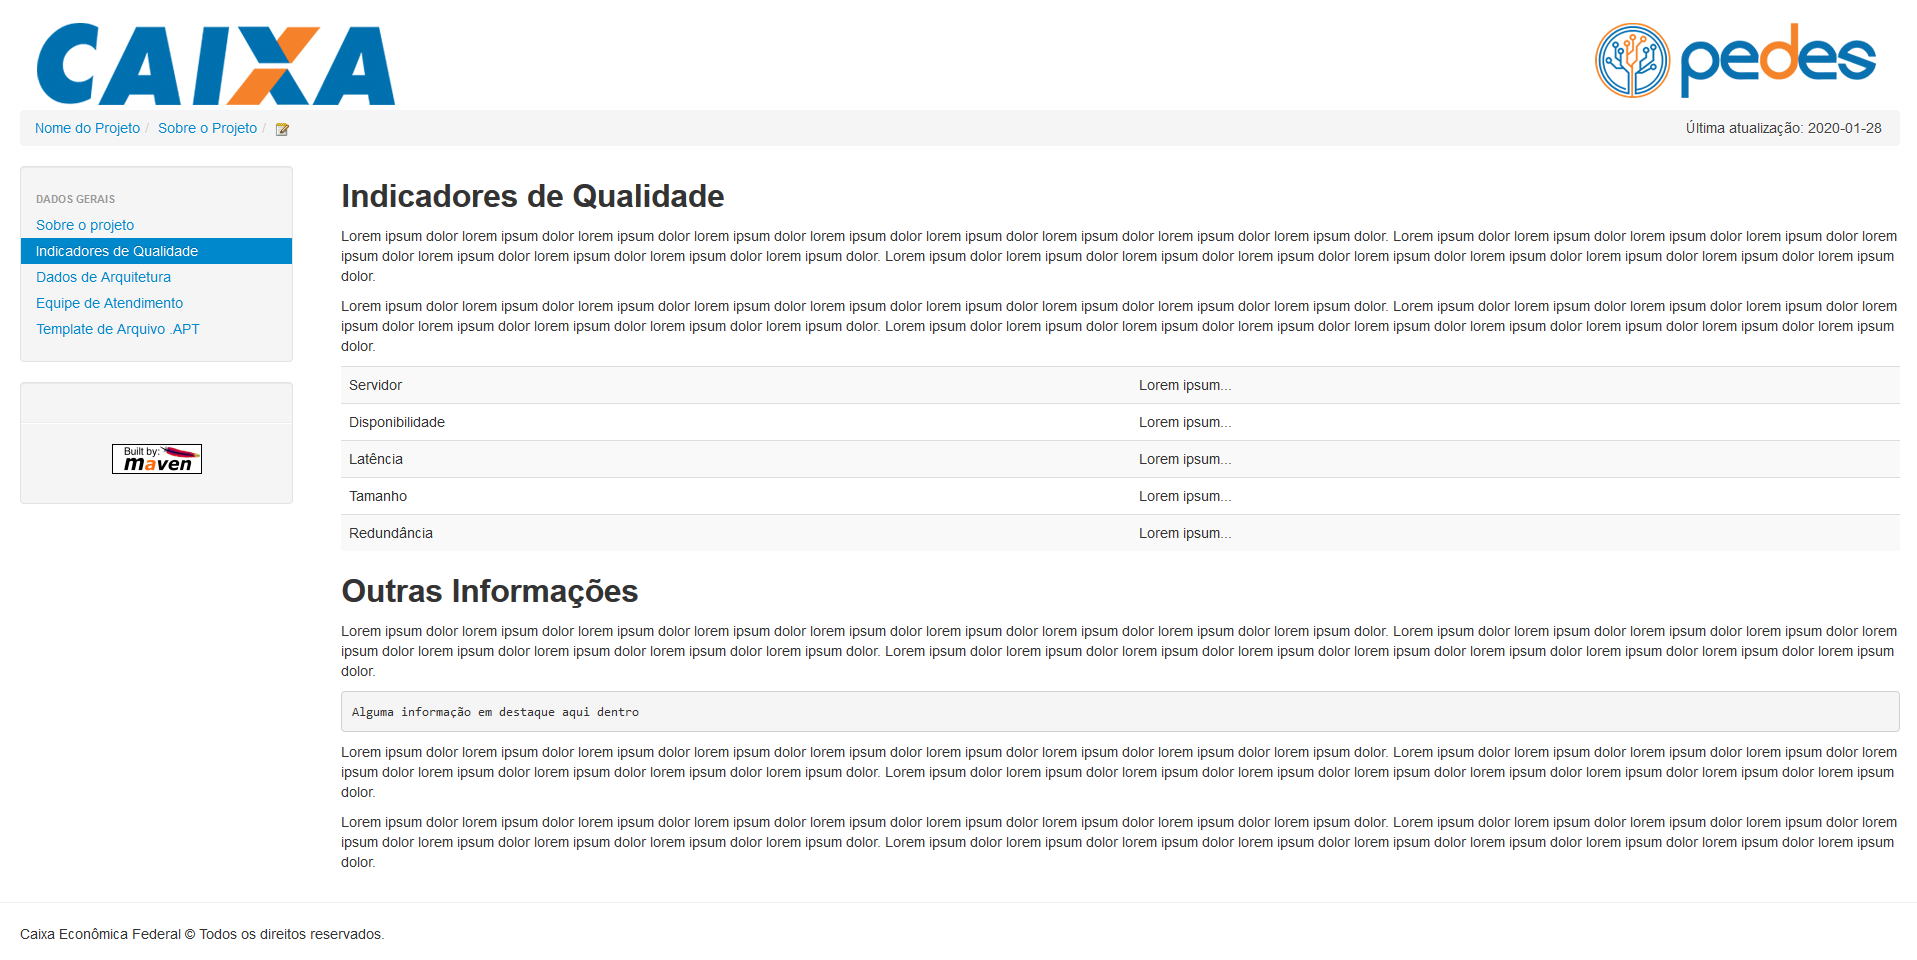 CAIXA
pedes
Nome do Projeto / Sobre o Projeto /
Última atualização: 2020-01-28
DADOS GERAIS
Sobre o projeto
Indicadores de Qualidade
Dados de Arquitetura
Equipe de Atendimento
Template de Arquivo .APT
Built by:
maven
Indicadores de Qualidade
Lorem ipsum dolor lorem ipsum dolor lorem ipsum dolor lorem ipsum dolor lorem ipsum dolor lorem ipsum dolor lorem ipsum dolor lorem ipsum dolor lorem ipsum dolor. Lorem ipsum dolor lorem ipsum dolor lorem ipsum dolor lorem ipsum dolor lorem
ipsum dolor lorem ipsum dolor lorem ipsum dolor lorem ipsum dolor lorem ipsum dolor. Lorem ipsum dolor lorem ipsum dolor lorem ipsum dolor lorem ipsum dolor lorem ipsum dolor lorem ipsum dolor lorem ipsum dolor lorem ipsum dolor lorem ipsum
dolor.
Lorem ipsum dolor lorem ipsum dolor lorem ipsum dolor lorem ipsum dolor lorem ipsum dolor lorem ipsum dolor lorem ipsum dolor lorem ipsum dolor lorem ipsum dolor. Lorem ipsum dolor lorem ipsum dolor lorem ipsum dolor lorem ipsum dolor lorem
ipsum dolor lorem ipsum dolor lorem ipsum dolor lorem ipsum dolor lorem ipsum dolor. Lorem ipsum dolor lorem ipsum dolor lorem ipsum dolor lorem ipsum dolor lorem ipsum dolor lorem ipsum dolor lorem ipsum dolor lorem ipsum dolor lorem ipsum
dolor.
Servidor Lorem ipsum...
Disponibilidade Lorem ipsum...
Latência Lorem ipsum...
Tamanho Lorem ipsum...
Redundância Lorem ipsum...
Outras Informações
Lorem ipsum dolor lorem ipsum dolor lorem ipsum dolor lorem ipsum dolor lorem ipsum dolor lorem ipsum dolor lorem ipsum dolor lorem ipsum dolor lorem ipsum dolor. Lorem ipsum dolor lorem ipsum dolor lorem ipsum dolor lorem ipsum dolor lorem
ipsum dolor lorem ipsum dolor lorem ipsum dolor lorem ipsum dolor lorem ipsum dolor. Lorem ipsum dolor lorem ipsum dolor lorem ipsum dolor lorem ipsum dolor lorem ipsum dolor lorem ipsum dolor lorem ipsum dolor lorem ipsum dolor lorem ipsum
dolor.
Alguma informação em destaque aqui dentro
Lorem ipsum dolor lorem ipsum dolor lorem ipsum dolor lorem ipsum dolor lorem ipsum dolor lorem ipsum dolor lorem ipsum dolor lorem ipsum dolor lorem ipsum dolor. Lorem ipsum dolor lorem ipsum dolor lorem ipsum dolor lorem ipsum dolor lorem
ipsum dolor lorem ipsum dolor lorem ipsum dolor lorem ipsum dolor lorem ipsum dolor. Lorem ipsum dolor lorem ipsum dolor lorem ipsum dolor lorem ipsum dolor lorem ipsum dolor lorem ipsum dolor lorem ipsum dolor lorem ipsum dolor lorem ipsum
dolor.
Lorem ipsum dolor lorem ipsum dolor lorem ipsum dolor lorem ipsum dolor lorem ipsum dolor lorem ipsum dolor lorem ipsum dolor lorem ipsum dolor lorem ipsum dolor. Lorem ipsum dolor lorem ipsum dolor lorem ipsum dolor lorem ipsum dolor lorem
ipsum dolor lorem ipsum dolor lorem ipsum dolor lorem ipsum dolor lorem ipsum dolor. Lorem ipsum dolor lorem ipsum dolor lorem ipsum dolor lorem ipsum dolor lorem ipsum dolor lorem ipsum dolor lorem ipsum dolor lorem ipsum dolor lorem ipsum
dolor.
Caixa Econômica Federal © Todos os direitos reservados.